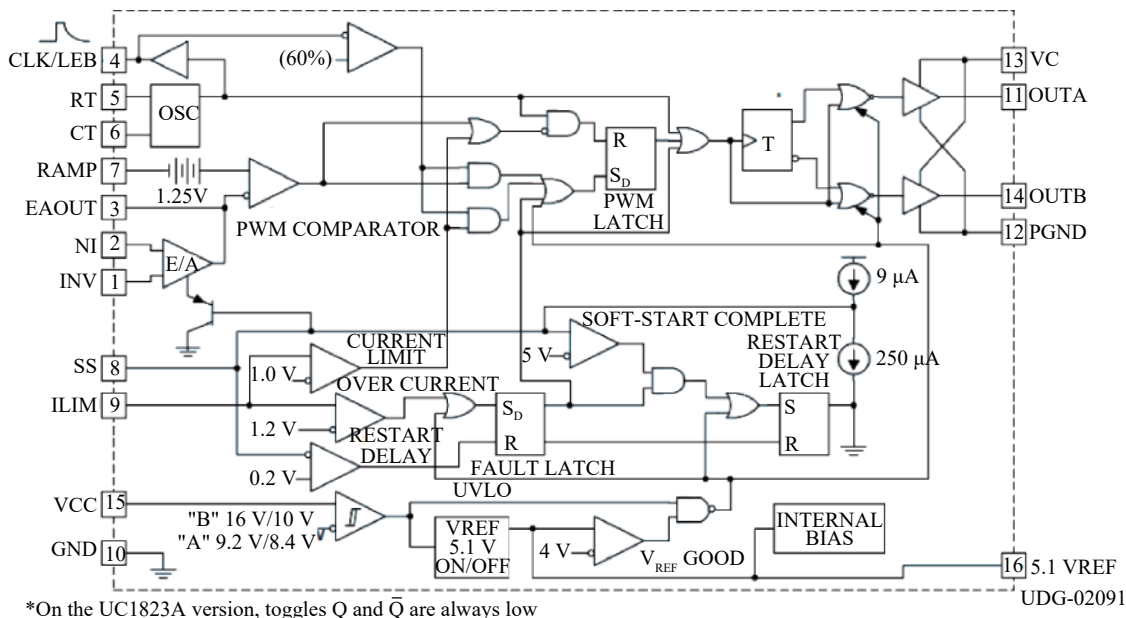 CLK/LEB 4
(60%)
13 VC
RT 5
OSC
11 OUTA
CT 6
R
T
RAMP 7
1.25V
SD
EAOUT 3
PWM COMPARATOR
PWM
LATCH
14 OUTB
NI 2
12 PGND
E/A
INV 1
9 µA
SOFT-START COMPLETE
CURRENT
LIMIT
5 V
RESTART
DELAY
LATCH
250 µA
SS 8
1.0 V
OVER CURRENT
ILIM 9
SD
S
1.2 V
RESTART
DELAY
R
R
0.2 V
FAULT LATCH
UVLO
VCC 15
"B" 16 V/10 V
"A" 9.2 V/8.4 V
VREF
5.1 V
ON/OFF
4 V
VREF GOOD
INTERNAL
BIAS
GND 10
16 5.1 VREF
UDG-02091
*On the UC1823A version, toggles Q and Q̅ are always low